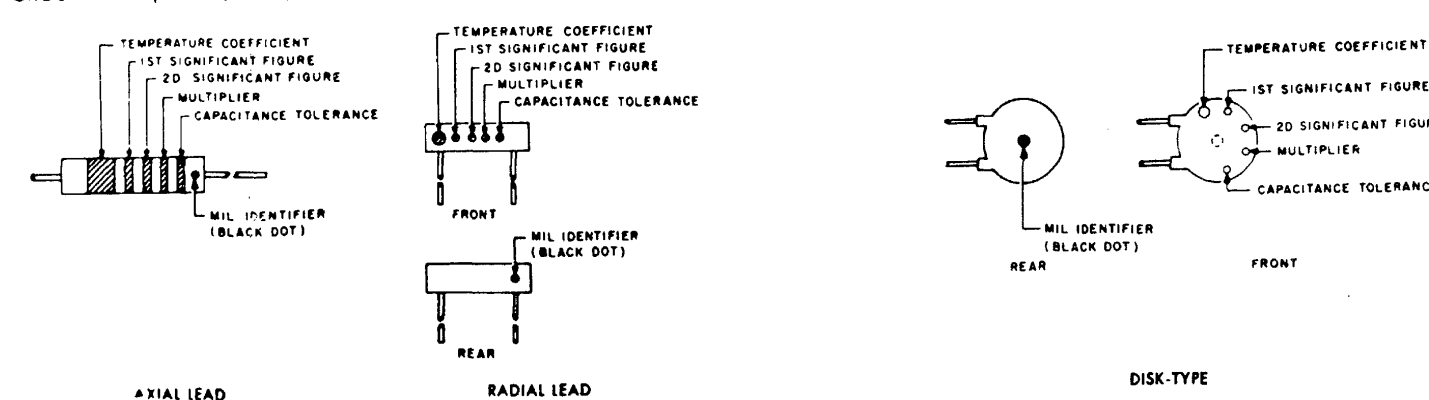 TEMPERATURE COEFFICIENT
1ST SIGNIFICANT FIGURE
2D SIGNIFICANT FIGURE
MULTIPLIER
CAPACITANCE TOLERANCE
MIL IDENTIFIER
(BLACK DOT)
AXIAL LEAD
TEMPERATURE COEFFICIENT
1ST SIGNIFICANT FIGURE
2D SIGNIFICANT FIGURE
MULTIPLIER
CAPACITANCE TOLERANCE
FRONT
MIL IDENTIFIER
(BLACK DOT)
REAR
RADIAL LEAD
MIL IDENTIFIER
(BLACK DOT)
REAR
TEMPERATURE COEFFICIENT
1ST SIGNIFICANT FIGURE
2D SIGNIFICANT FIGU
MULTIPLIER
CAPACITANCE TOLERANC
FRONT
DISK-TYPE